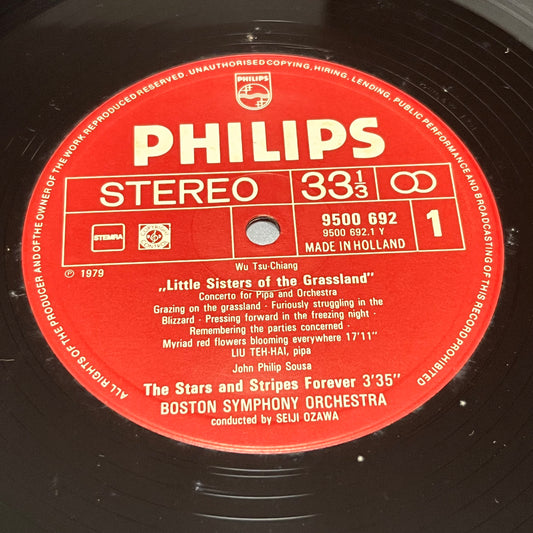 ALL RIGHTS OF THE PRODUCER AND OF THE OWNER OF THE WORK REPRODUCED RESERVED. UNAUTHORISED COPYING, HIRING, LENDING, PUBLIC PERFORMANCE AND BROADCASTING OF THIS RECORD PROHIBITED
PHILIPS
PHILIPS
STEREO 33⅓
STEMRA
9500 692
9500 692.1 Y
MADE IN HOLLAND
1
℗ 1979
Wu Tsu-Chiang
„Little Sisters of the Grassland"
Concerto for Pipa and Orchestra
Grazing on the grassland · Furiously struggling in the
Blizzard · Pressing forward in the freezing night ·
Remembering the parties concerned ·
Myriad red flowers blooming everywhere 17'11"
LIU TEH-HAI, pipa
John Philip Sousa
The Stars and Stripes Forever 3'35"
BOSTON SYMPHONY ORCHESTRA
conducted by SEIJI OZAWA